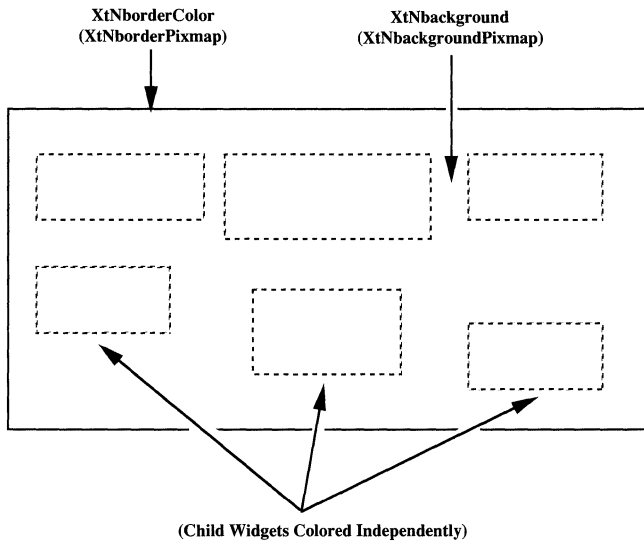 XtNborderColor
(XtNborderPixmap)
XtNbackground
(XtNbackgroundPixmap)
(Child Widgets Colored Independently)